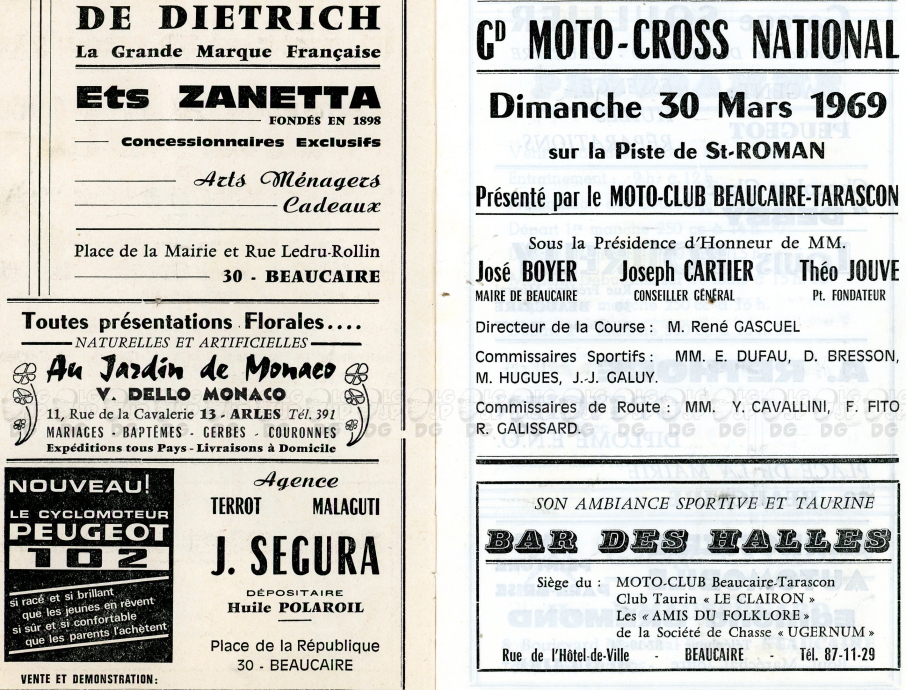 DE DIETRICH
La Grande Marque Française
Ets ZANETTA
FONDÉS EN 1898
Concessionnaires Exclusifs
Arts Ménagers
Cadeaux
Place de la Mairie et Rue Ledru-Rollin
30 - BEAUCAIRE
Toutes présentations Florales....
NATURELLES ET ARTIFICIELLES
Au Jardin de Monaco
V. DELLO MONACO
11, Rue de la Cavalerie 13 - ARLES Tél. 391
MARIAGES - BAPTÊMES - GERBES - COURONNES
Expéditions tous Pays - Livraisons à Domicile
NOUVEAU!
LE CYCLOMOTEUR
PEUGEOT
102
si racé et si brillant
que les jeunes en rêvent
si sûr et si confortable
que les parents l'achètent
VENTE ET DEMONSTRATION:
Agence
TERROT MALAGUTI
J. SEGURA
DÉPOSITAIRE
Huile POLAROIL
Place de la République
30 - BEAUCAIRE
GD MOTO-CROSS NATIONAL
Dimanche 30 Mars 1969
sur la Piste de St-ROMAN
Présenté par le MOTO-CLUB BEAUCAIRE-TARASCON
Sous la Présidence d'Honneur de MM.
José BOYER Joseph CARTIER Théo JOUVE
MAIRE DE BEAUCAIRE CONSEILLER GÉNÉRAL Pt. FONDATEUR
Directeur de la Course : M. René GASCUEL
Commissaires Sportifs : MM. E. DUFAU, D. BRESSON,
M. HUGUES, J.-J. GALUY.
Commissaires de Route : MM. Y. CAVALLINI, F. FITO
R. GALISSARD.
SON AMBIANCE SPORTIVE ET TAURINE
BAR DES HALLES
Siège du : MOTO-CLUB Beaucaire-Tarascon
Club Taurin « LE CLAIRON »
Les « AMIS DU FOLKLORE »
de la Société de Chasse « UGERNUM »
Rue de l'Hôtel-de-Ville - BEAUCAIRE - Tél. 87-11-29